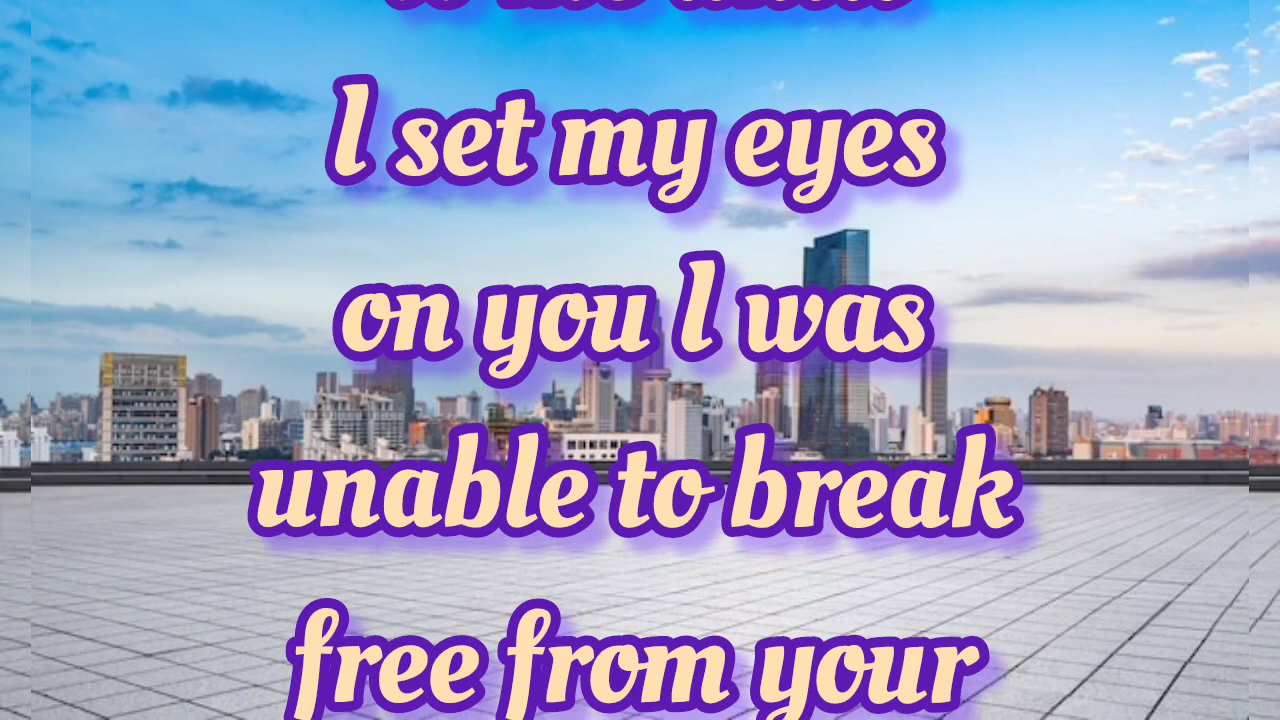 I set my eyes
on you I was
unable to break
free from your